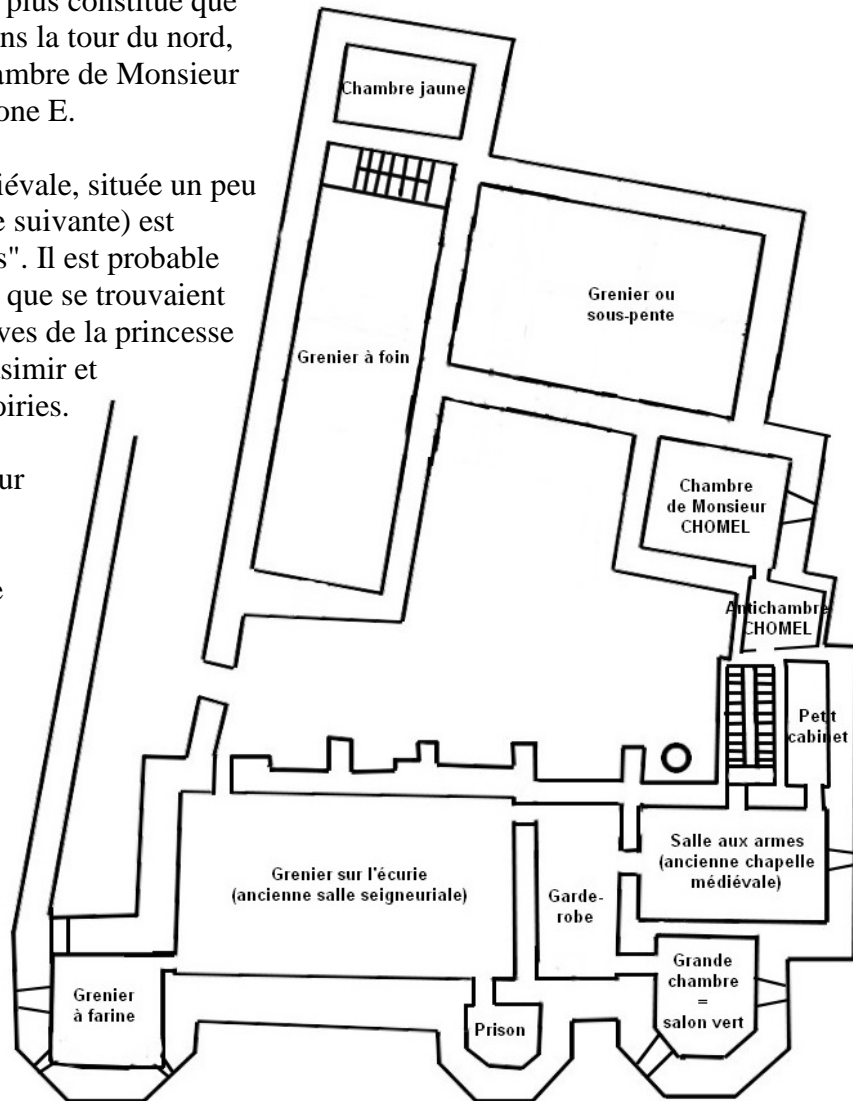 plus constitué que
ns la tour du nord,
ambre de Monsieur
one E.
iévale, située un peu
e suivante) est
s". Il est probable
que se trouvaient
ves de la princesse
simir et
oiries.
ur
e
Chambre jaune
Grenier à foin
Grenier ou
sous-pente
Chambre
de Monsieur
CHOMEL
Antichambre
CHOMEL
Petit
cabinet
Salle aux armes
(ancienne chapelle
médiévale)
Grenier sur l'écurie
(ancienne salle seigneuriale)
Garde-
robe
Grande
chambre
=
salon vert
Grenier
à farine
Prison